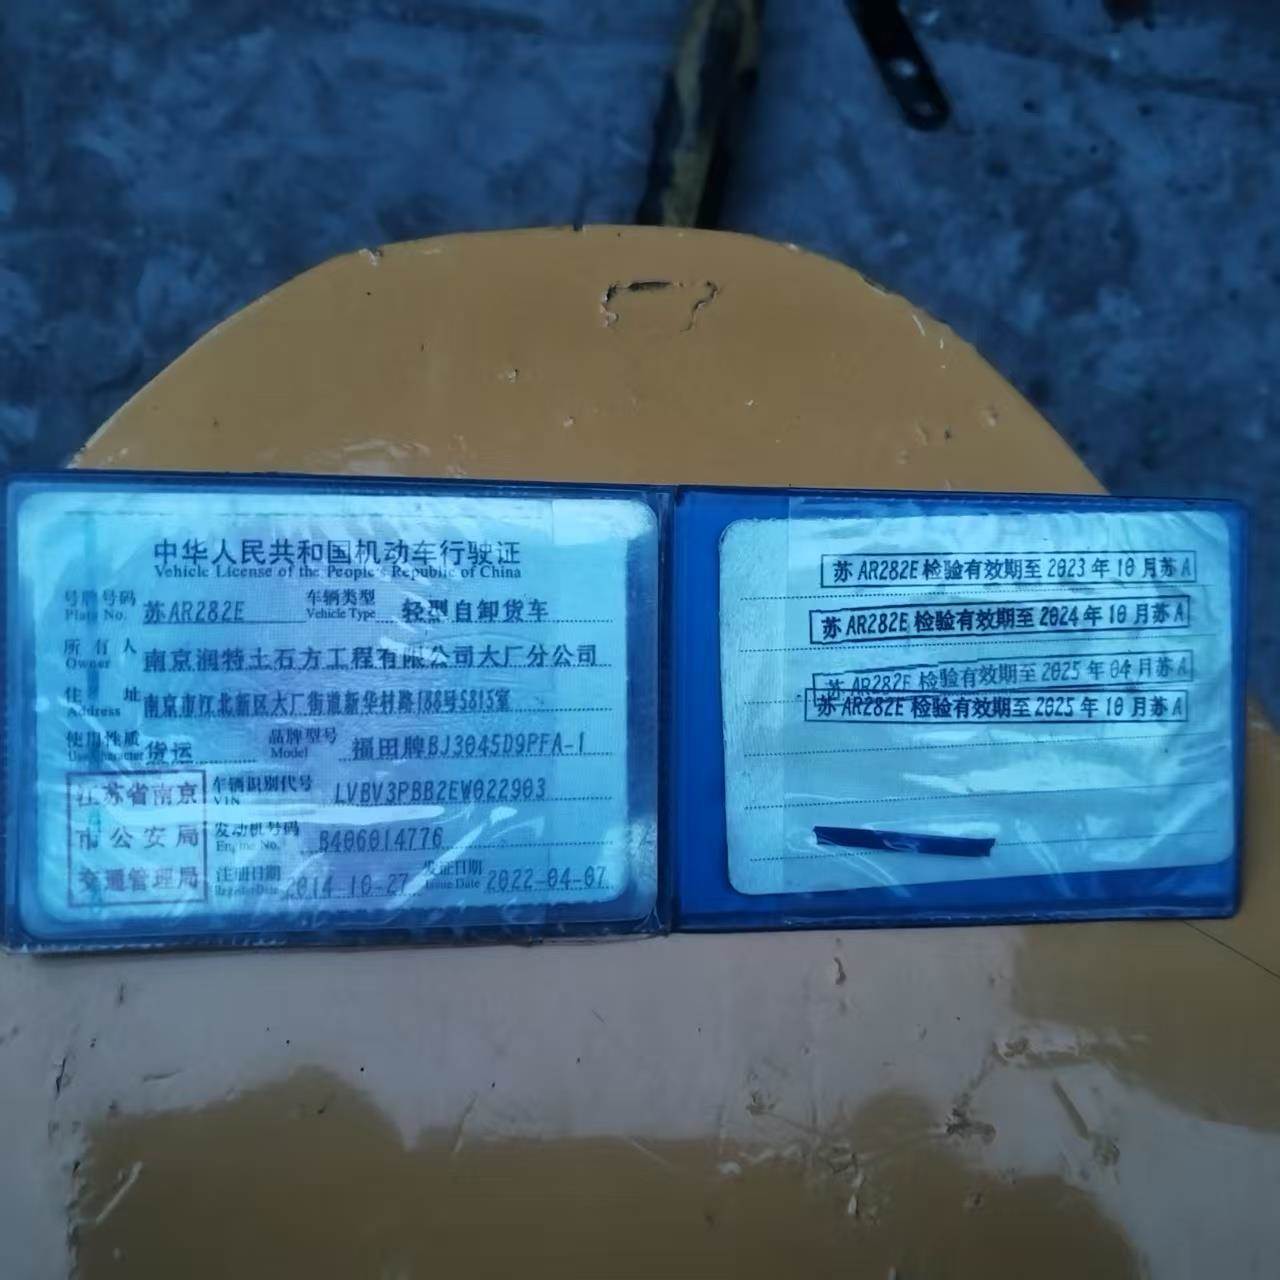 中华人民共和国机动车行驶证
Vehicle License of the People's Republic of China
号牌号码 Plate No. 苏AR282E 车辆类型 Vehicle Type 轻型自卸货车
所有人 Owner 南京润特土石方工程有限公司大厂分公司
住址 Address 南京市江北新区大厂街道新华村路188号5815室
使用性质 Use Character 货运 品牌型号 Model 福田牌BJ3045D9PFA-1
江苏省南京
市公安局
交通管理局
车辆识别代号 VIN LVBV3PBB2EW022903
发动机号码 Engine No. B406014776
注册日期 Register Date 2014-10-27 发证日期 Issue Date 2022-04-07
苏AR282E检验有效期至2023年10月苏A
苏AR282E检验有效期至2024年10月苏A
苏AR282E检验有效期至2025年04月苏A
苏AR282E检验有效期至2025年10月苏A